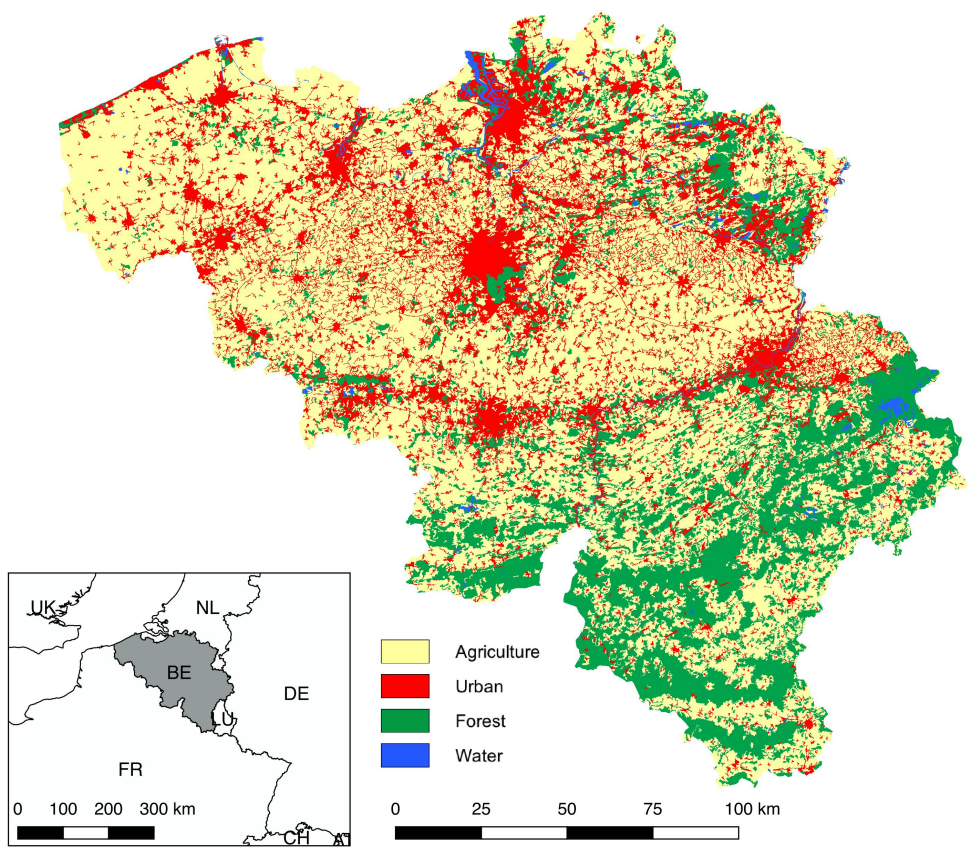 UK
NL
BE
DE
LU
FR
CH
AT
0 100 200 300 km
Agriculture
Urban
Forest
Water
0 25 50 75 100 km